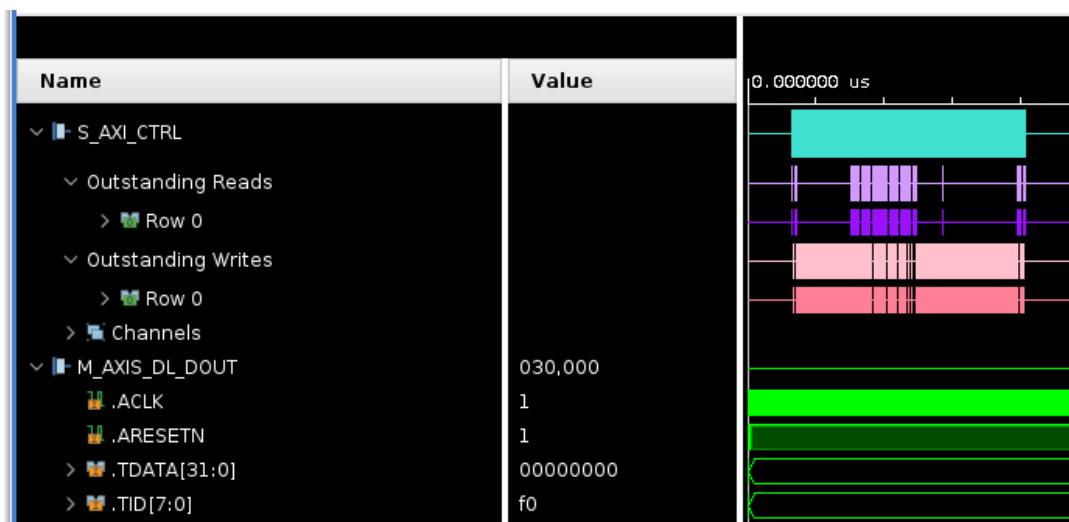 Name Value 0.000000 us
S_AXI_CTRL
Outstanding Reads
Row 0
Outstanding Writes
Row 0
Channels
M_AXIS_DL_DOUT 030,000
.ACLK 1
.ARESETN 1
.TDATA[31:0] 00000000
.TID[7:0] f0